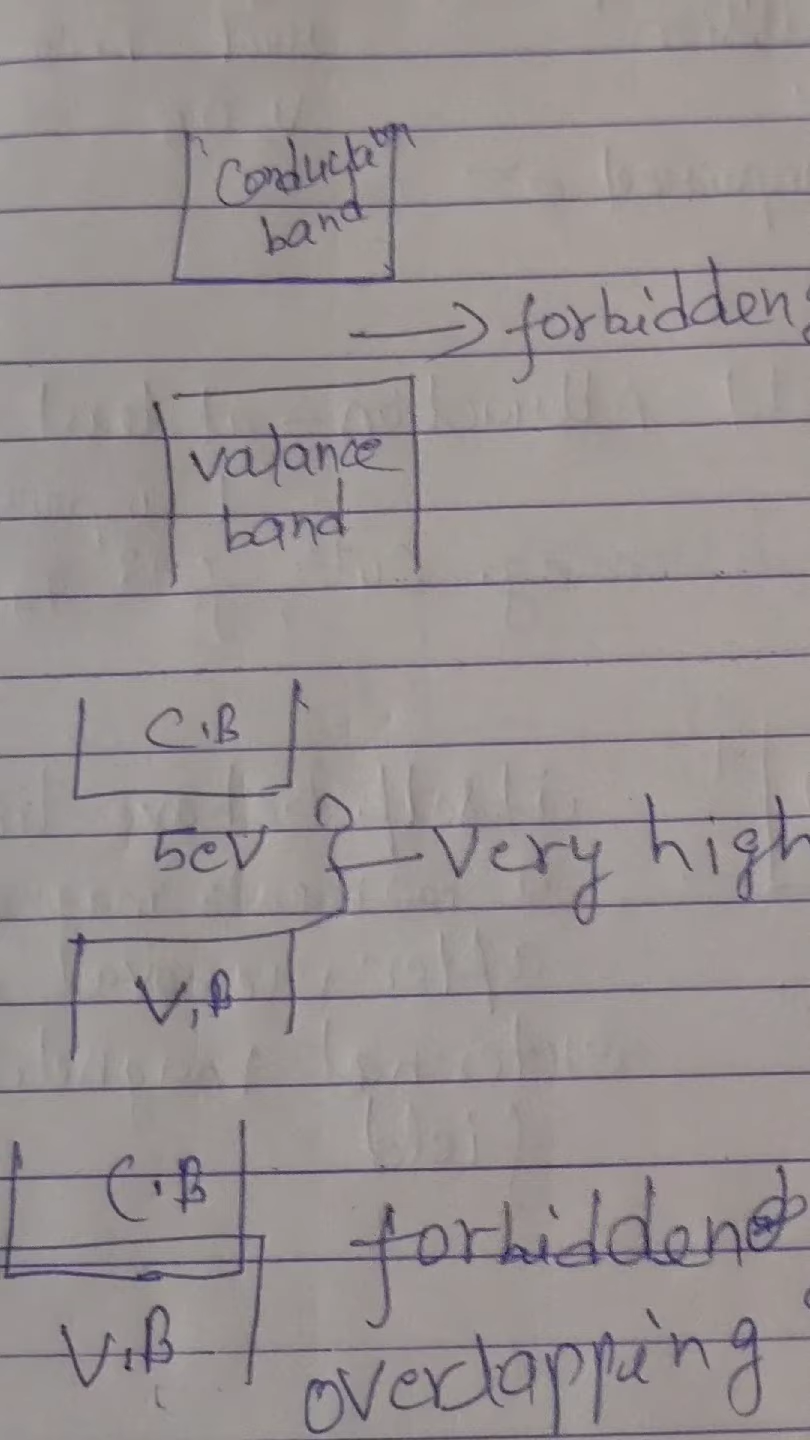 Conduction
band
→ forbidden
valance
band
C.B
5eV
Very high
V.B
C.B
forbidden
V.B
overlapping